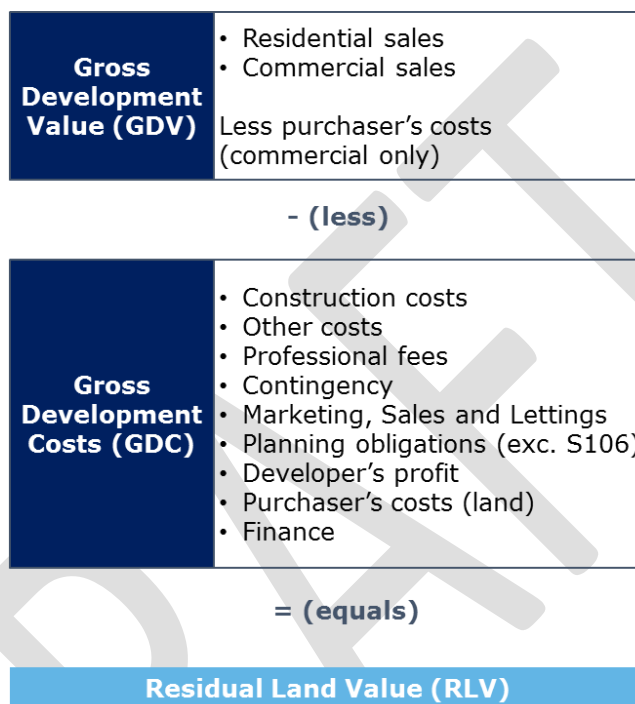 Gross
Development
Value (GDV)
• Residential sales
• Commercial sales
Less purchaser's costs
(commercial only)
- (less)
Gross
Development
Costs (GDC)
• Construction costs
• Other costs
• Professional fees
• Contingency
• Marketing, Sales and Lettings
• Planning obligations (exc. S106)
• Developer's profit
• Purchaser's costs (land)
• Finance
= (equals)
Residual Land Value (RLV)
DRAFT